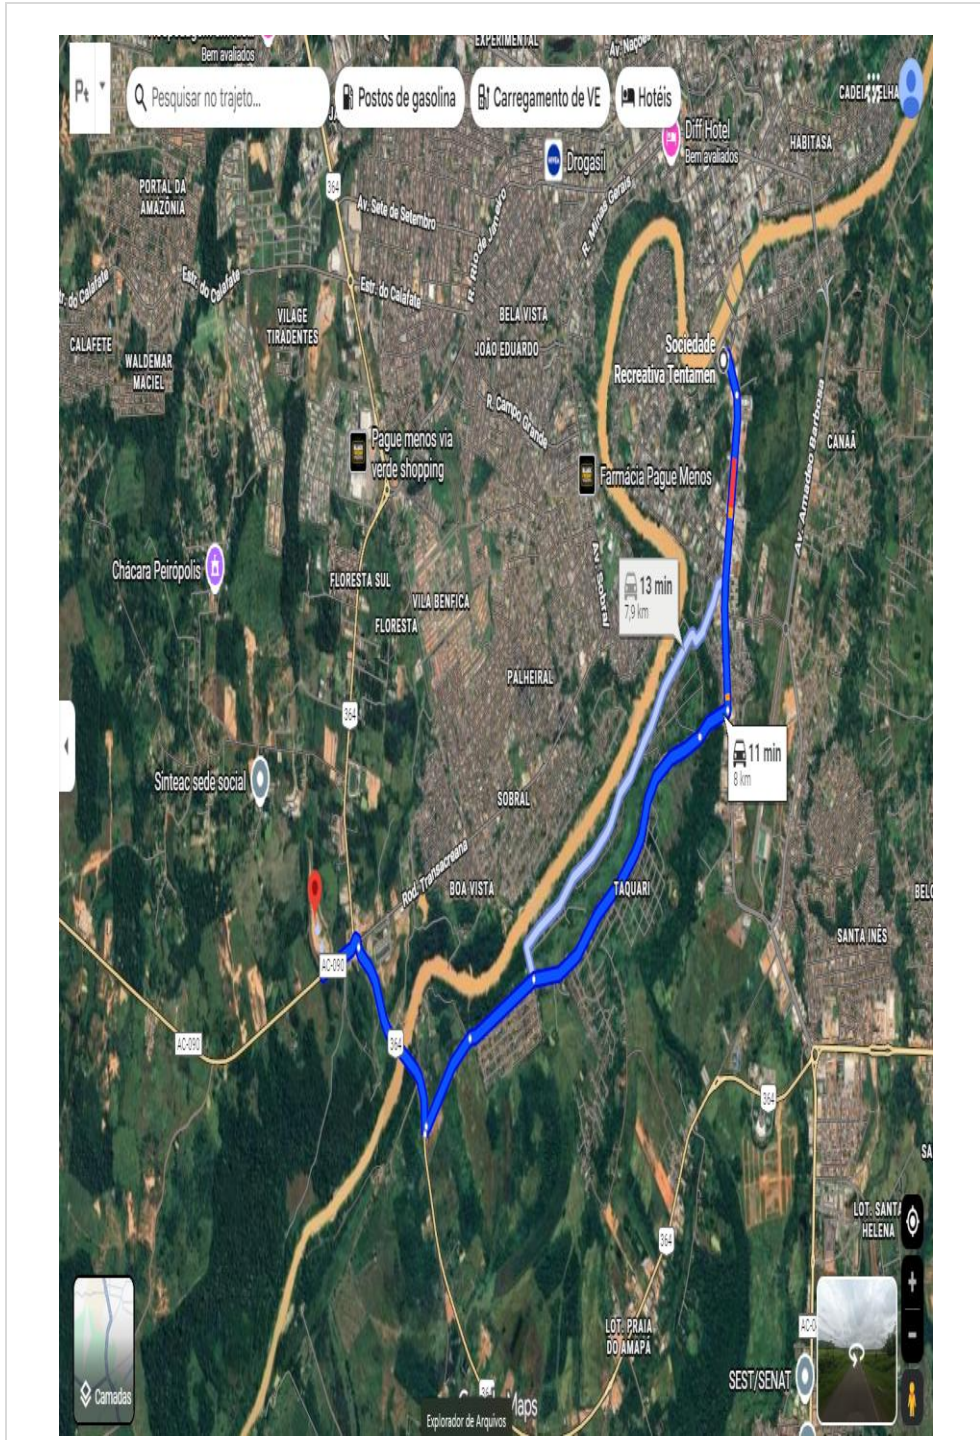 EXPERIMENTAL
Av. Nações
Bem avaliados
Pt
Pesquisar no trajeto...
Postos de gasolina
Carregamento de VE
Hotéis
CADEIA VELHA
Diff Hotel
Bem avaliados
HABITASA
Drogasil
364
PORTAL DA
AMAZÔNIA
Av. Sete de Setembro
R. Rio de Janeiro
R. Minas Gerais
Estr. do Calafate
Estr. do Calafate
VILAGE
TIRADENTES
BELA VISTA
CALAFETE
WALDEMAR
MACIEL
JOÃO EDUARDO
Sociedade
Recreativa Tentamen
R. Campo Grande
Av. Amadeo Barbosa
CANAÃ
Pague menos via
verde shopping
Farmácia Pague Menos
Chácara Peirópolis
FLORESTA SUL
VILA BENFICA
FLORESTA
Av. Sobral
13 min
7,9 km
PALHEIRAL
364
11 min
8 km
Sinteac sede social
SOBRAL
Rod. Transacreana
BOA VISTA
TAQUARI
SANTA INÊS
AC-090
AC-090
364
364
364
LOT. SANTA
HELENA
LOT. PRAIA
DO AMAPÁ
SEST/SENAT
Camadas
364
Maps
Explorador de Arquivos